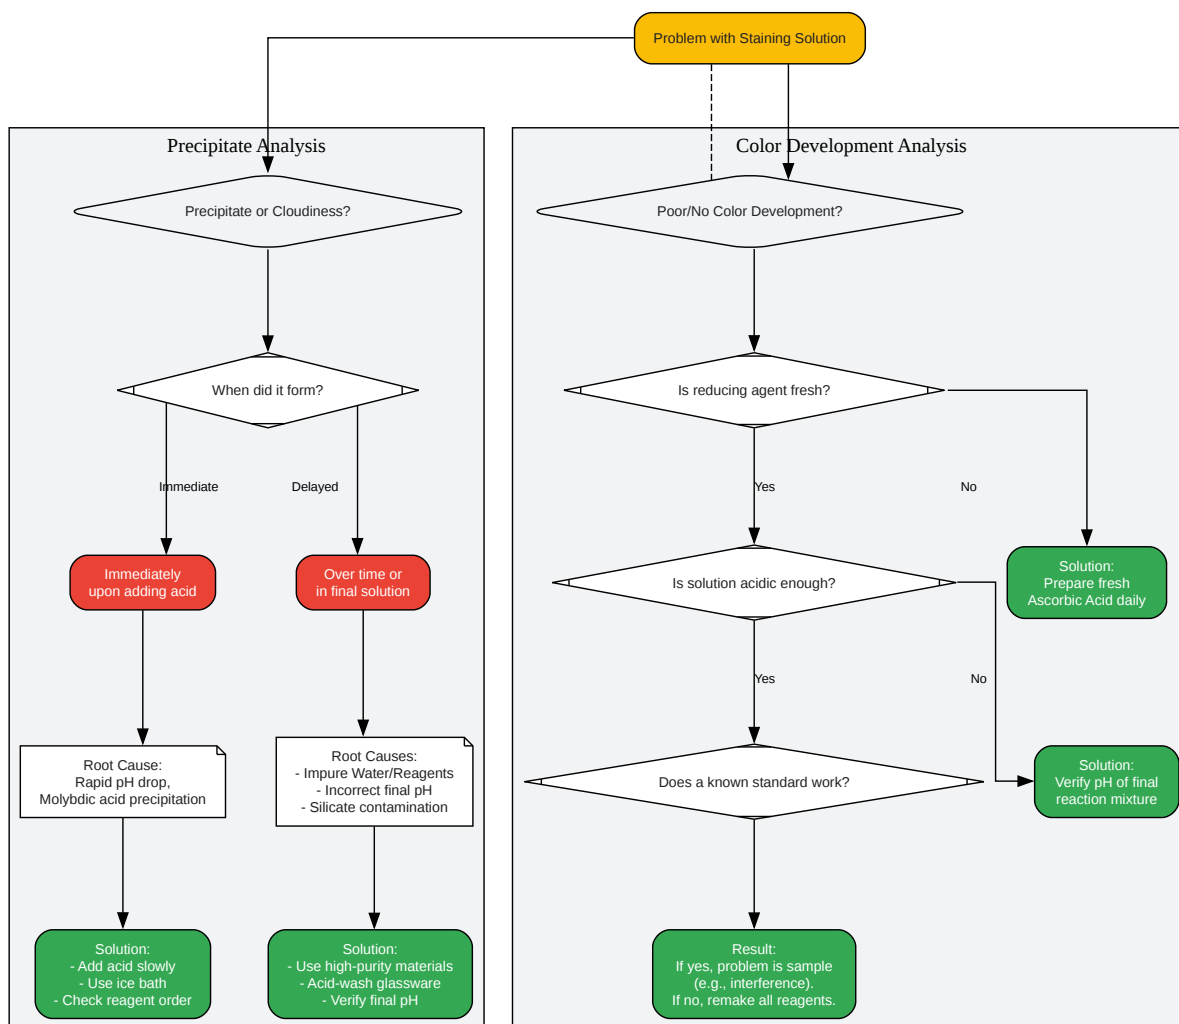 Problem with Staining Solution
Precipitate Analysis
Precipitate or Cloudiness?
When did it form?
Immediate
Delayed
Immediately
upon adding acid
Over time or
in final solution
Root Cause:
Rapid pH drop,
Molybdic acid precipitation
Root Causes:
- Impure Water/Reagents
- Incorrect final pH
- Silicate contamination
Solution:
- Add acid slowly
- Use ice bath
- Check reagent order
Solution:
- Use high-purity materials
- Acid-wash glassware
- Verify final pH
Color Development Analysis
Poor/No Color Development?
Is reducing agent fresh?
Yes
No
Solution:
Prepare fresh
Ascorbic Acid daily
Is solution acidic enough?
Yes
No
Solution:
Verify pH of final
reaction mixture
Does a known standard work?
Result:
If yes, problem is sample
(e.g., interference).
If no, remake all reagents.